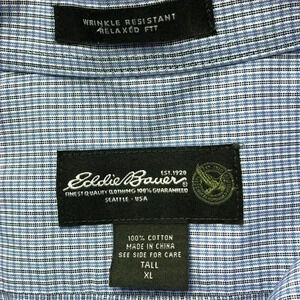 WRINKLE RESISTANT
RELAXED FIT
EST. 1920
Eddie Bauer
FINEST QUALITY CLOTHING 100% GUARANTEED
SEATTLE - USA
100% COTTON
MADE IN CHINA
SEE SIDE FOR CARE
TALL
XL